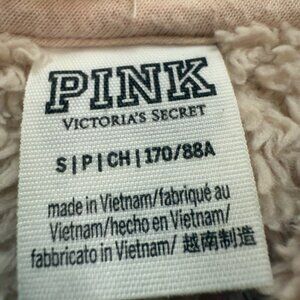 PINK
VICTORIA'S SECRET
S|P|CH|170/88A
made in Vietnam/fabriqué au
Vietnam/hecho en Vietnam/
fabbricato in Vietnam/ 越南制造